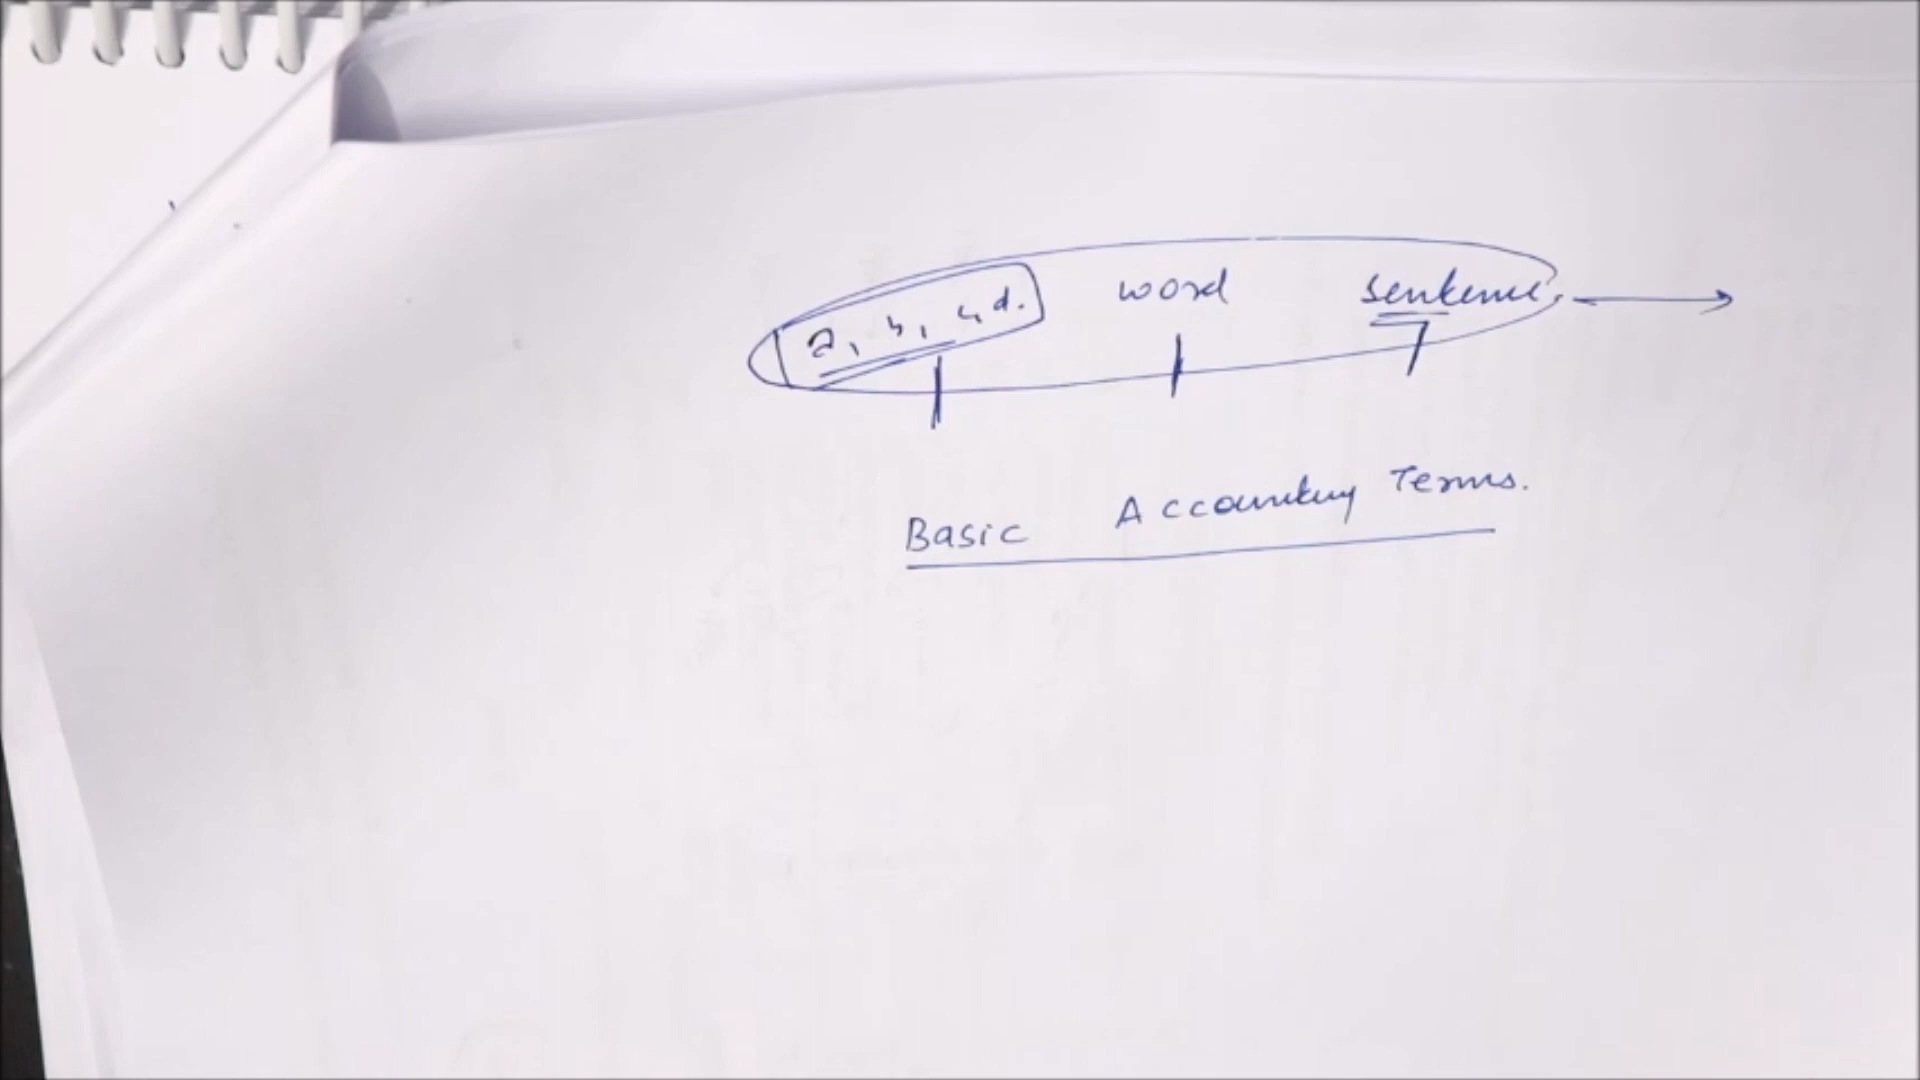 a, b, c, d. word sentence.
Basic Accounting Terms.